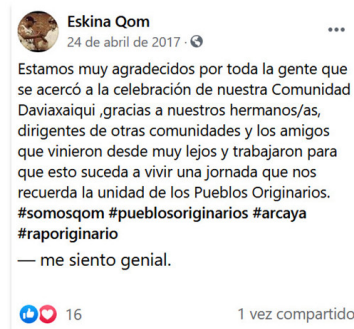 Eskina Qom
24 de abril de 2017 ·
Estamos muy agradecidos por toda la gente que
se acercó a la celebración de nuestra Comunidad
Daviaxaiqui ,gracias a nuestros hermanos/as,
dirigentes de otras comunidades y los amigos
que vinieron desde muy lejos y trabajaron para
que esto suceda a vivir una jornada que nos
recuerda la unidad de los Pueblos Originarios.
#somosqom #pueblosoriginarios #arcaya
#raporiginario
— me siento genial.
16
1 vez compartido